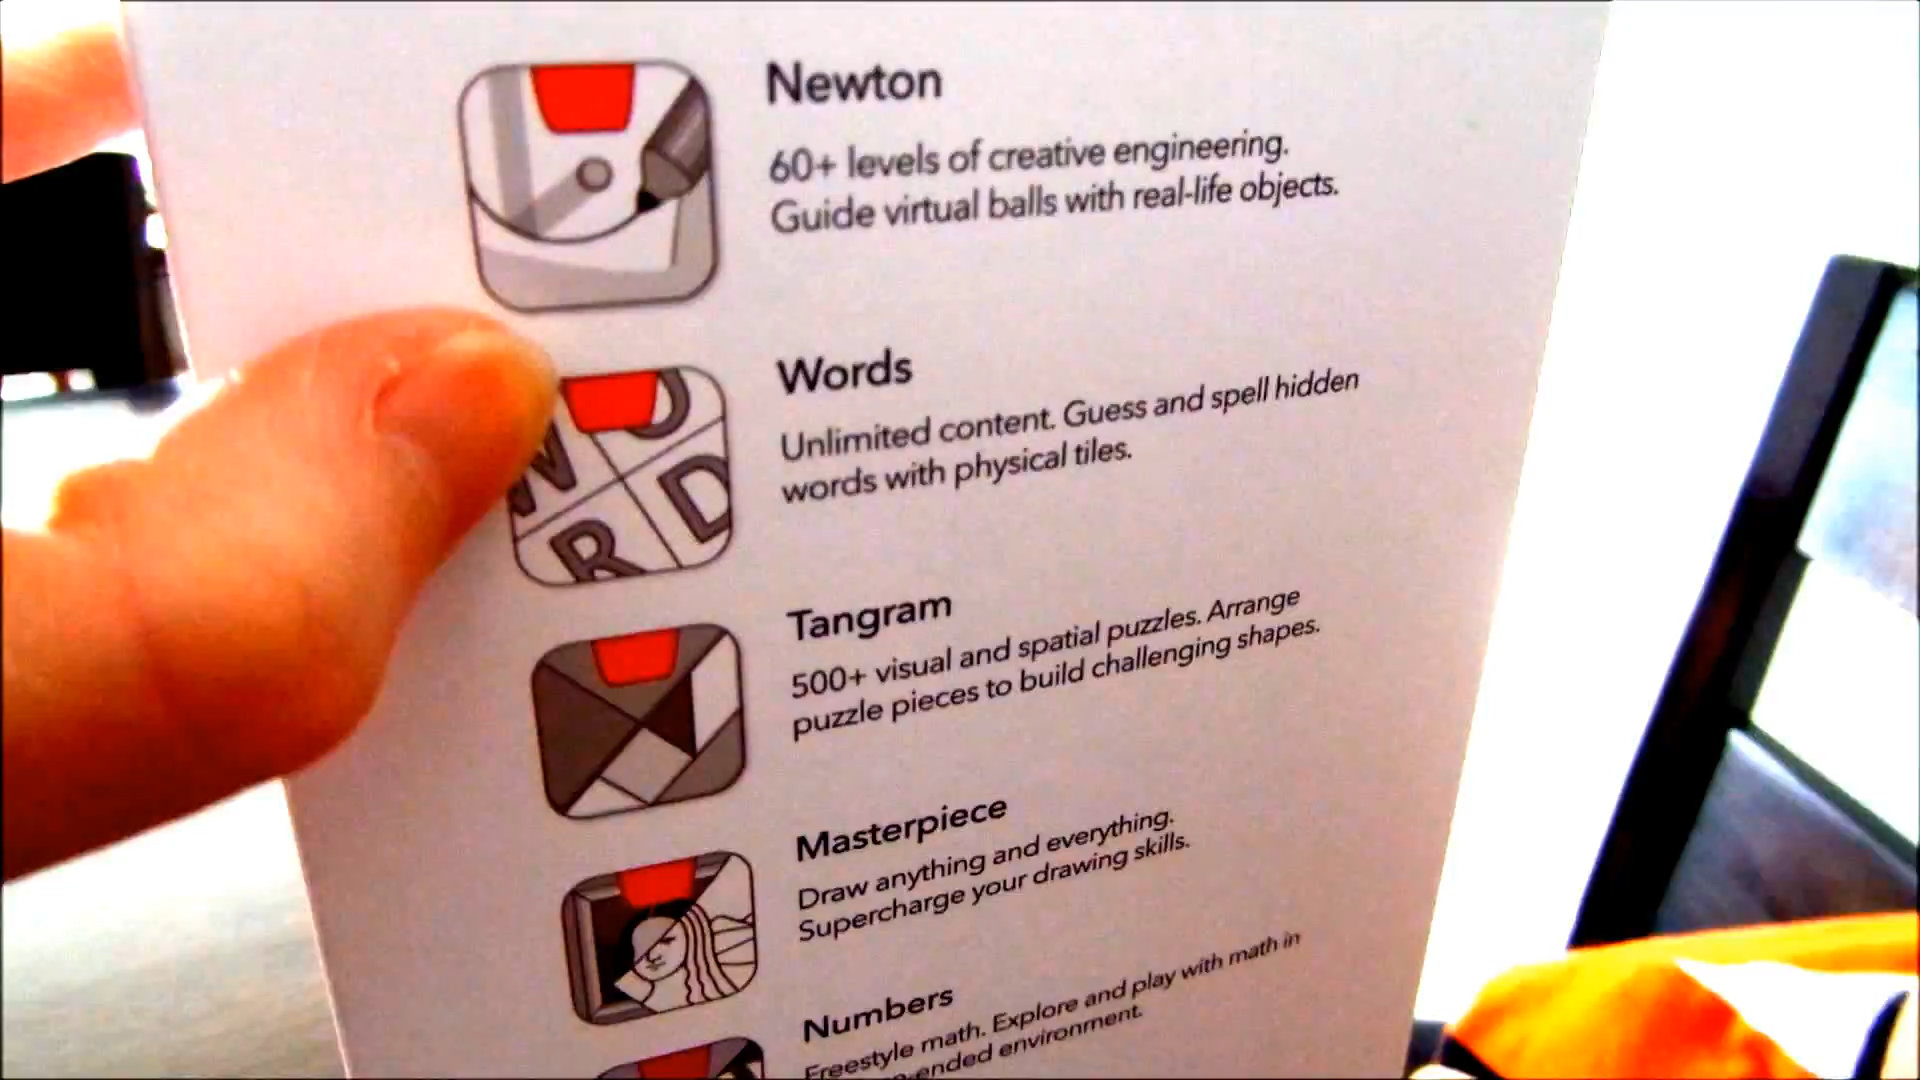 Newton
60+ levels of creative engineering.
Guide virtual balls with real-life objects.
Words
Unlimited content. Guess and spell hidden
words with physical tiles.
W O
R D
Tangram
500+ visual and spatial puzzles. Arrange
puzzle pieces to build challenging shapes.
Masterpiece
Draw anything and everything.
Supercharge your drawing skills.
Numbers
Freestyle math. Explore and play with math in
-ended environment.